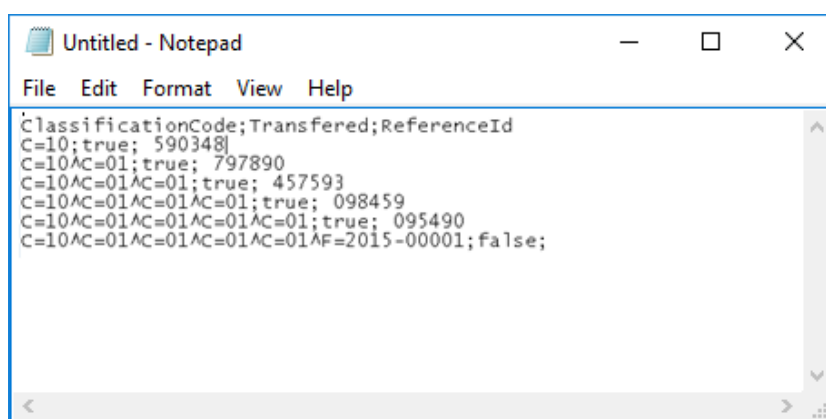 Untitled - Notepad
File Edit Format View Help
ClassificationCode;Transfered;ReferenceId
C=10;true; 590348
C=10^C=01;true; 797890
C=10^C=01^C=01;true; 457593
C=10^C=01^C=01^C=01;true; 098459
C=10^C=01^C=01^C=01^C=01;true; 095490
C=10^C=01^C=01^C=01^C=01^F=2015-00001;false;